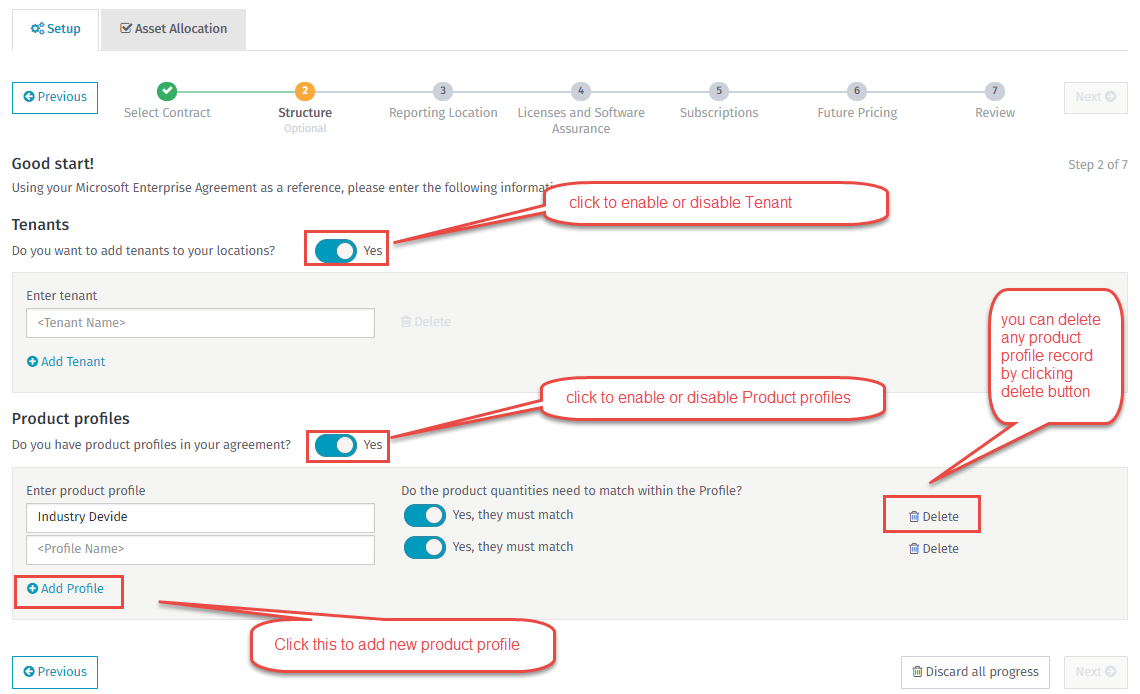 Setup
Asset Allocation
Previous
2
3
4
5
6
7
Next
Select Contract
Structure
Reporting Location
Licenses and Software
Subscriptions
Future Pricing
Review
Optional
Assurance
Good start!
Step 2 of 7
Using your Microsoft Enterprise Agreement as a reference, please enter the following informati
click to enable or disable Tenant
Tenants
Do you want to add tenants to your locations?
Yes
Enter tenant
<Tenant Name>
Delete
Add Tenant
you can delete
any product
profile record
by clicking
delete button
click to enable or disable Product profiles
Product profiles
Do you have product profiles in your agreement?
Yes
Enter product profile
Do the product quantities need to match within the Profile?
Industry Devide
Yes, they must match
Delete
<Profile Name>
Yes, they must match
Delete
Add Profile
Click this to add new product profile
Previous
Discard all progress
Next